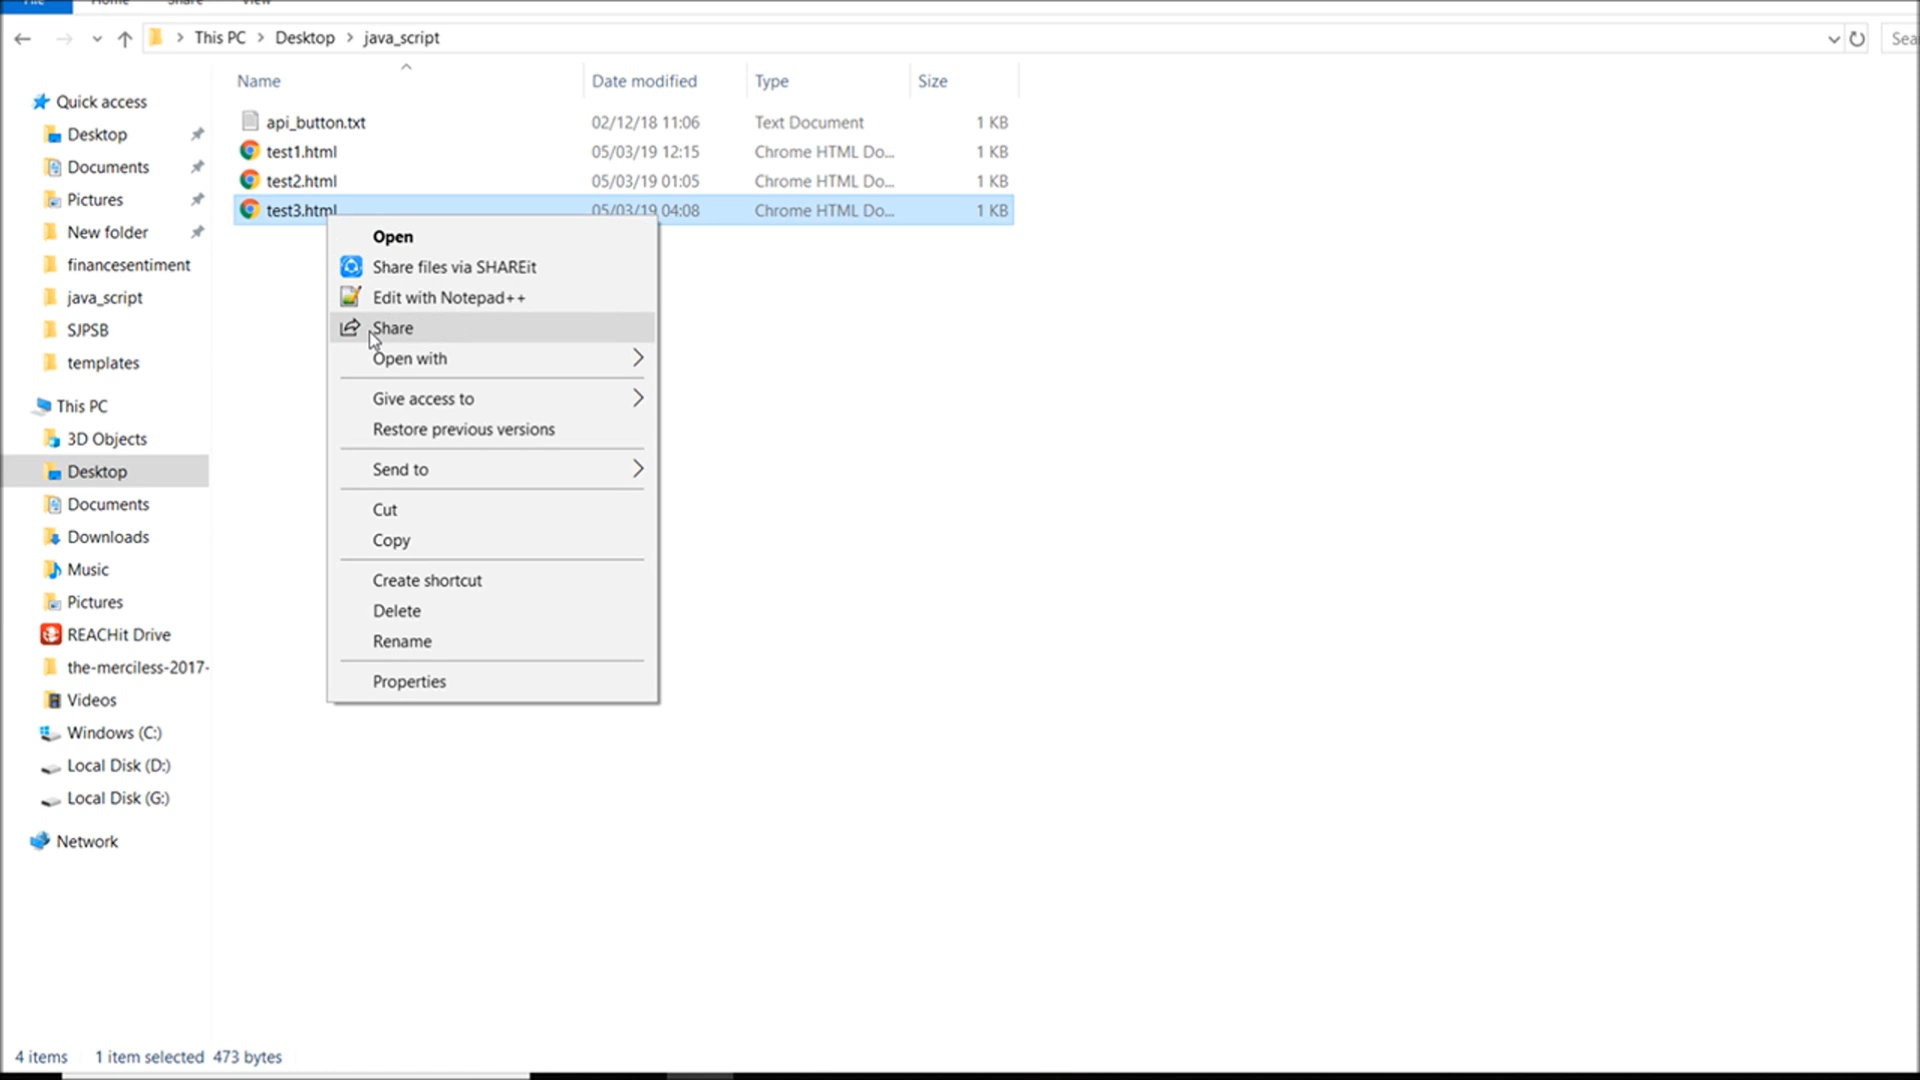 File Home Share View
This PC > Desktop > java_script
Name Date modified Type Size
Quick access
Desktop
Documents
Pictures
New folder
financesentiment
java_script
SJPSB
templates
This PC
3D Objects
Desktop
Documents
Downloads
Music
Pictures
REACHit Drive
the-merciless-2017-
Videos
Windows (C:)
Local Disk (D:)
Local Disk (G:)
Network
api_button.txt 02/12/18 11:06 Text Document 1 KB
test1.html 05/03/19 12:15 Chrome HTML Do... 1 KB
test2.html 05/03/19 01:05 Chrome HTML Do... 1 KB
test3.html 05/03/19 04:08 Chrome HTML Do... 1 KB
Open
Share files via SHAREit
Edit with Notepad++
Share
Open with
Give access to
Restore previous versions
Send to
Cut
Copy
Create shortcut
Delete
Rename
Properties
4 items 1 item selected 473 bytes